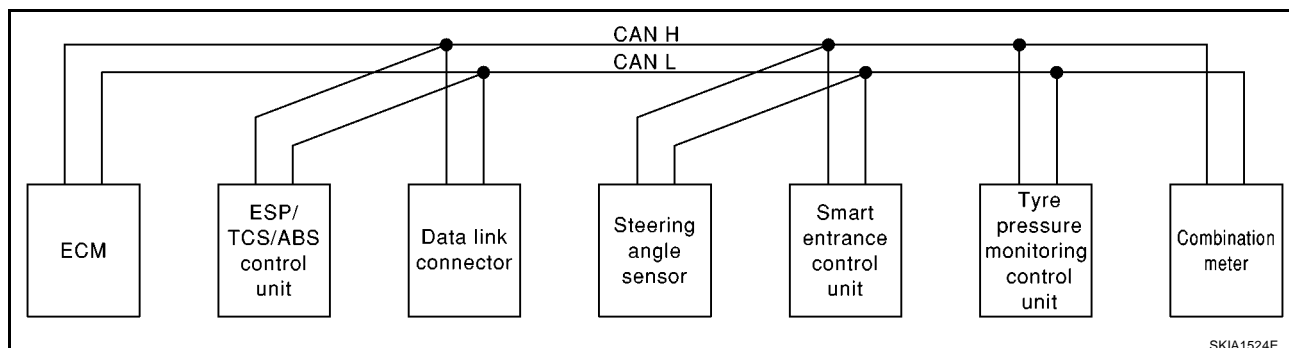 CAN H
CAN L
ECM
ESP/
TCS/ABS
control
unit
Data link
connector
Steering
angle
sensor
Smart
entrance
control
unit
Tyre
pressure
monitoring
control
unit
Combination
meter
SKIA1524E